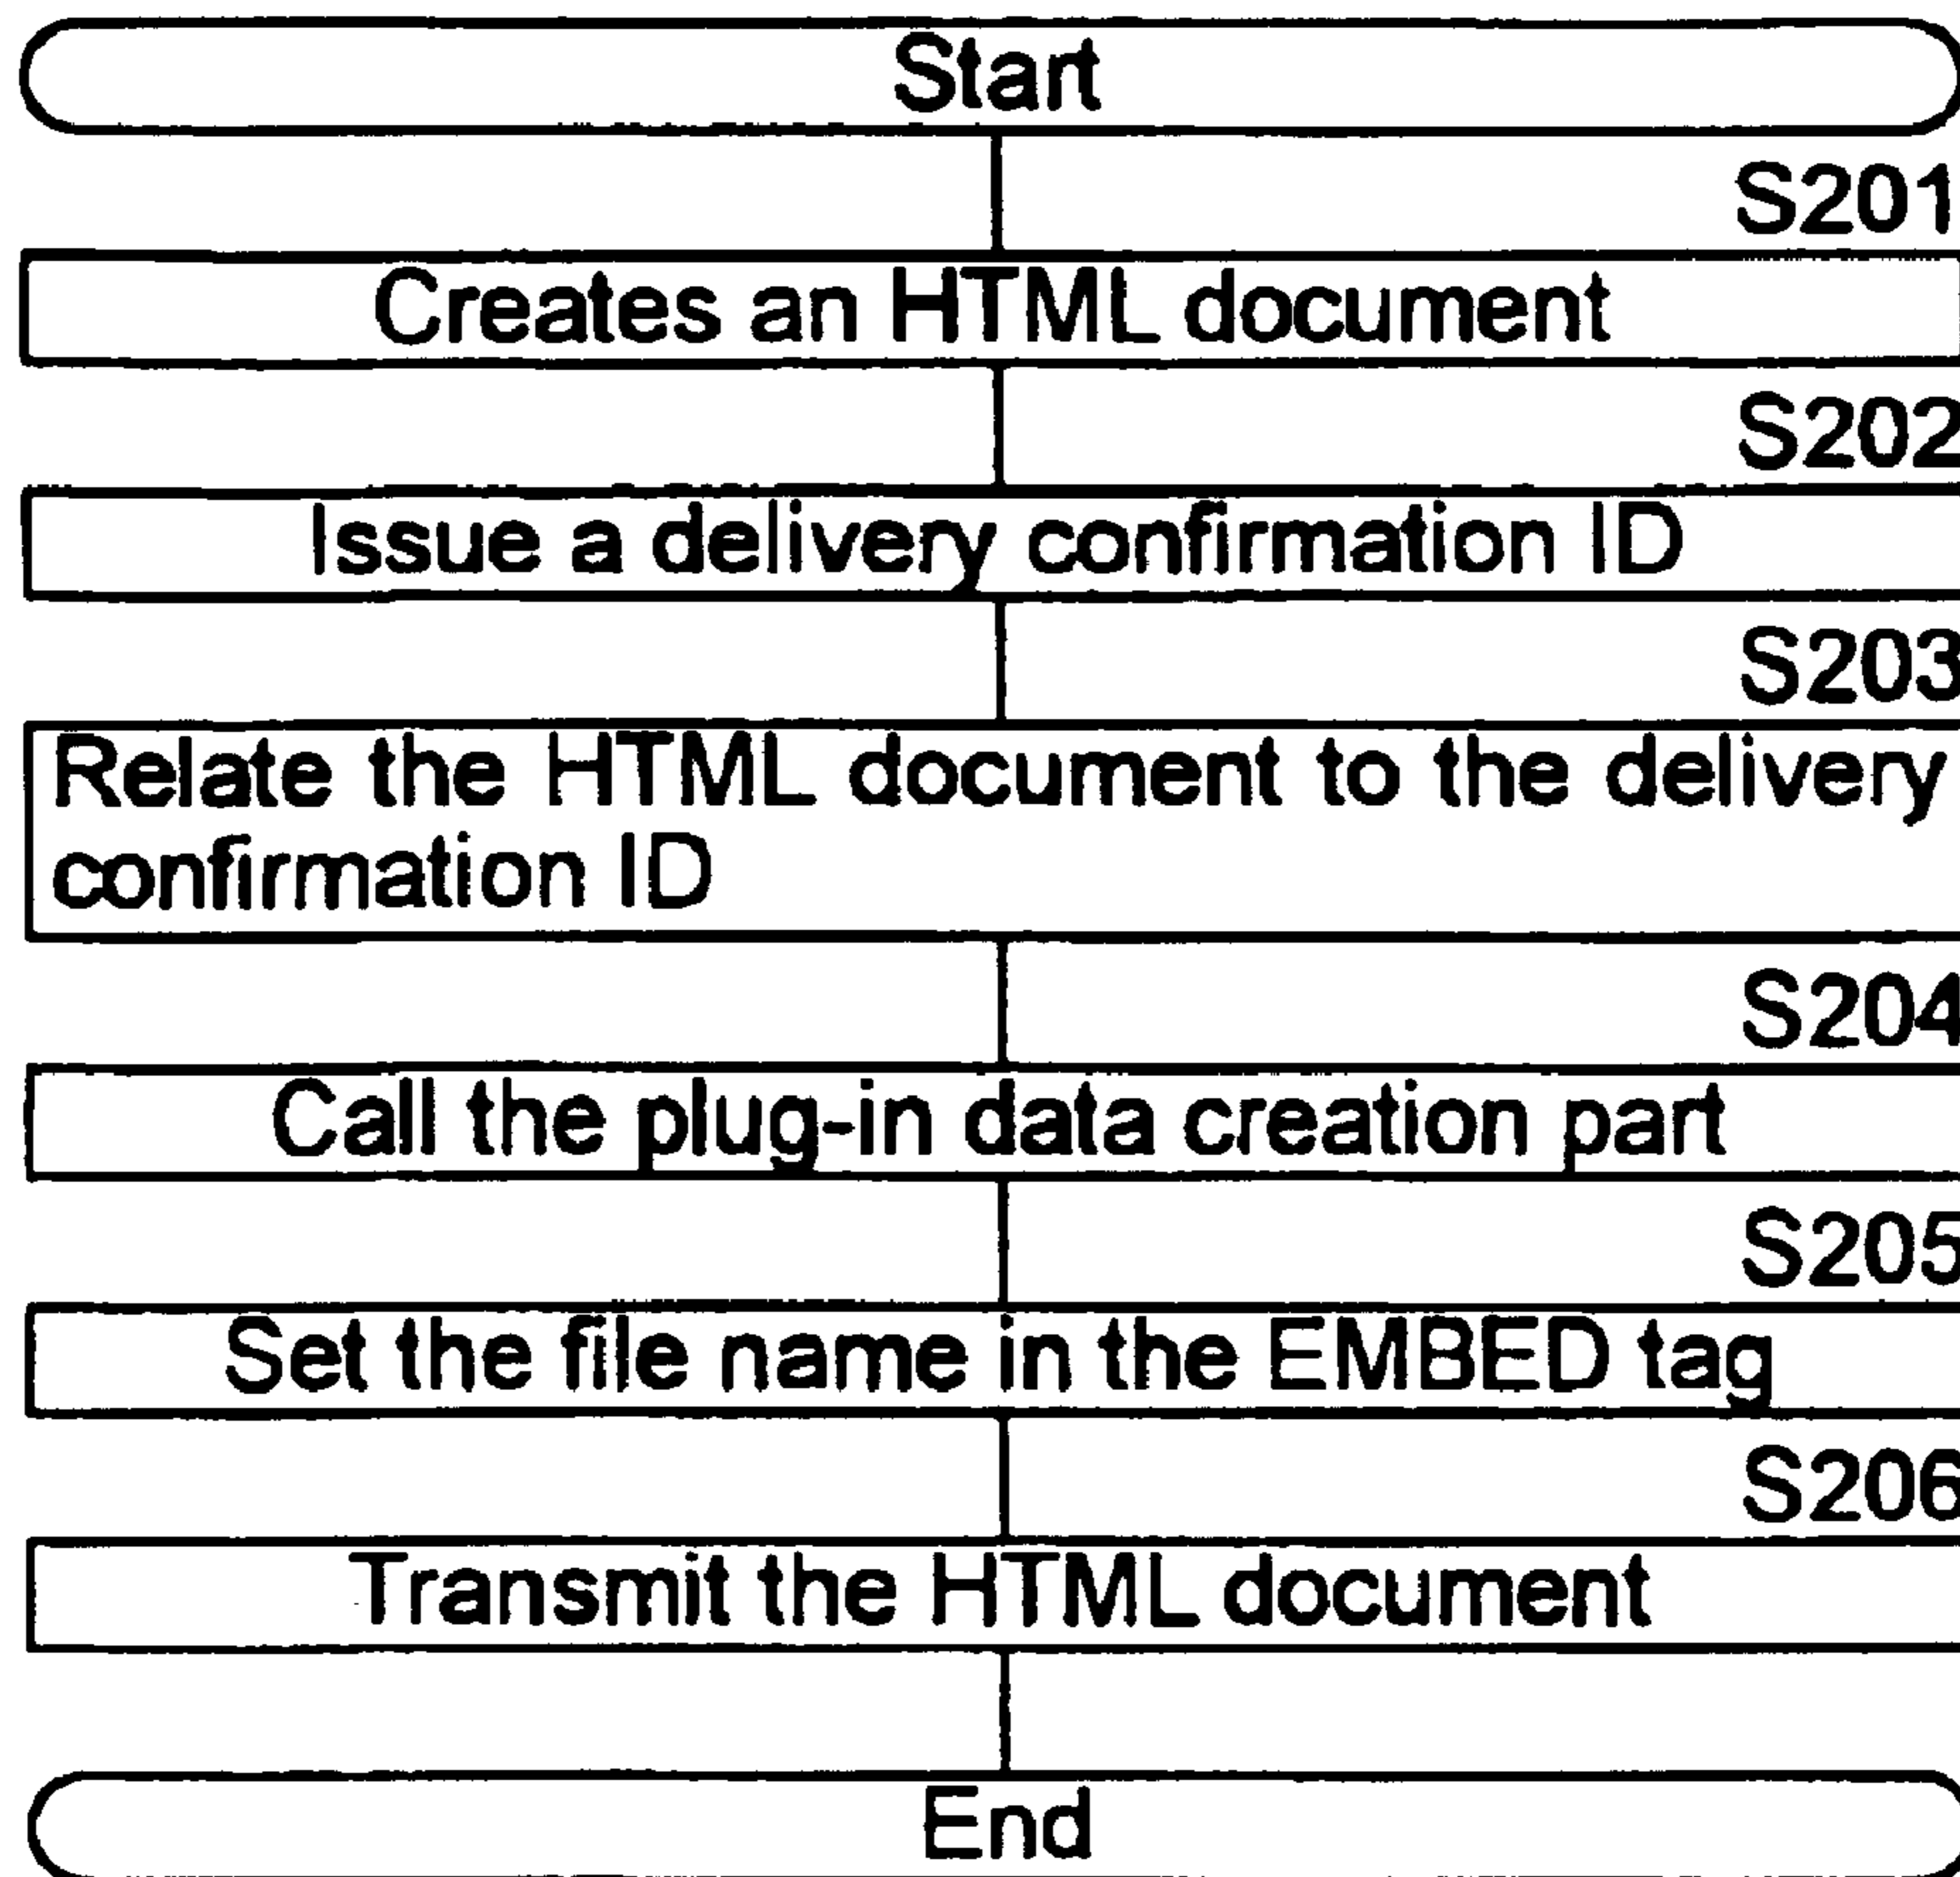 Start
S201
Creates an HTML document
S202
Issue a delivery confirmation ID
S203
Relate the HTML document to the delivery
confirmation ID
S204
Call the plug-in data creation part
S205
Set the file name in the EMBED tag
S206
Transmit the HTML document
End